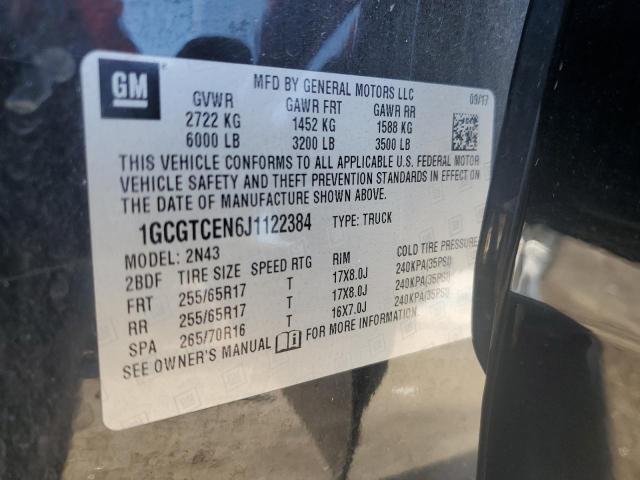 GM
MFD BY GENERAL MOTORS LLC 09/17
GVWR GAWR FRT GAWR RR
2722 KG 1452 KG 1588 KG
6000 LB 3200 LB 3500 LB
THIS VEHICLE CONFORMS TO ALL APPLICABLE U.S. FEDERAL MOTOR
VEHICLE SAFETY AND THEFT PREVENTION STANDARDS IN EFFECT ON
THE DATE OF MANUFACTURE SHOWN ABOVE.
1GCGTCEN6J1122384 TYPE: TRUCK
MODEL: 2N43
2BDF TIRE SIZE SPEED RTG RIM COLD TIRE PRESSURE
FRT 255/65R17 T 17X8.0J 240KPA(35PSI)
RR 255/65R17 T 17X8.0J 240KPA(35PSI)
SPA 265/70R16 T 16X7.0J 240KPA(35PSI)
SEE OWNER'S MANUAL FOR MORE INFORMATION.